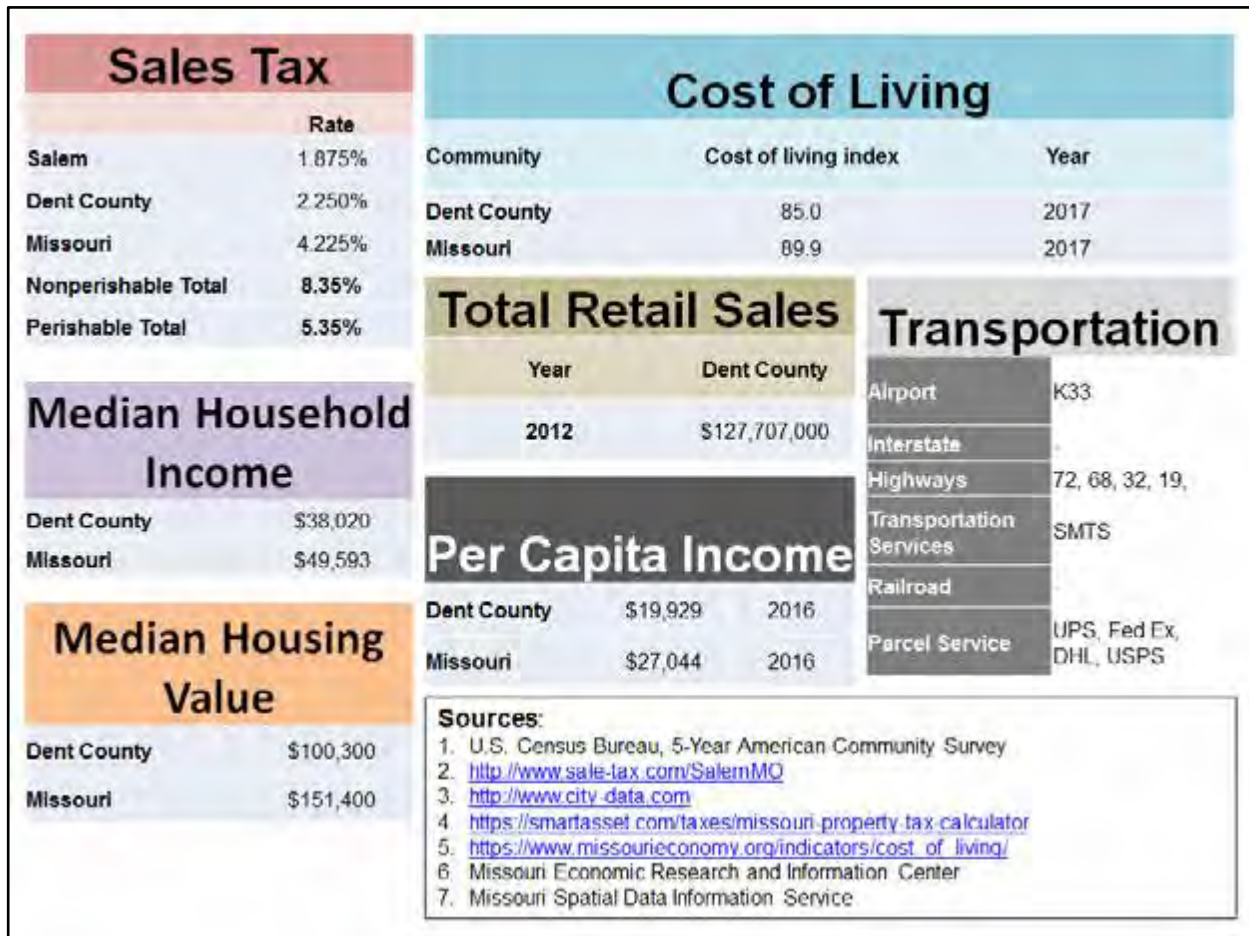 Sales Tax
Rate
Salem 1.875%
Dent County 2.250%
Missouri 4.225%
Nonperishable Total 8.35%
Perishable Total 5.35%
Median Household
Income
Dent County $38,020
Missouri $49,593
Median Housing
Value
Dent County $100,300
Missouri $151,400
Cost of Living
Community Cost of living index Year
Dent County 85.0 2017
Missouri 89.9 2017
Total Retail Sales
Year Dent County
2012 $127,707,000
Per Capita Income
Dent County $19,929 2016
Missouri $27,044 2016
Transportation
Airport K33
Interstate .
Highways 72, 68, 32, 19,
Transportation
Services SMTS
Railroad
Parcel Service UPS, Fed Ex,
DHL, USPS
Sources:
1. U.S. Census Bureau, 5-Year American Community Survey
2. http://www.sale-tax.com/SalemMO
3. http://www.city-data.com
4. https://smartasset.com/taxes/missouri-property-tax-calculator
5. https://www.missourieconomy.org/indicators/cost_of_living/
6. Missouri Economic Research and Information Center
7. Missouri Spatial Data Information Service